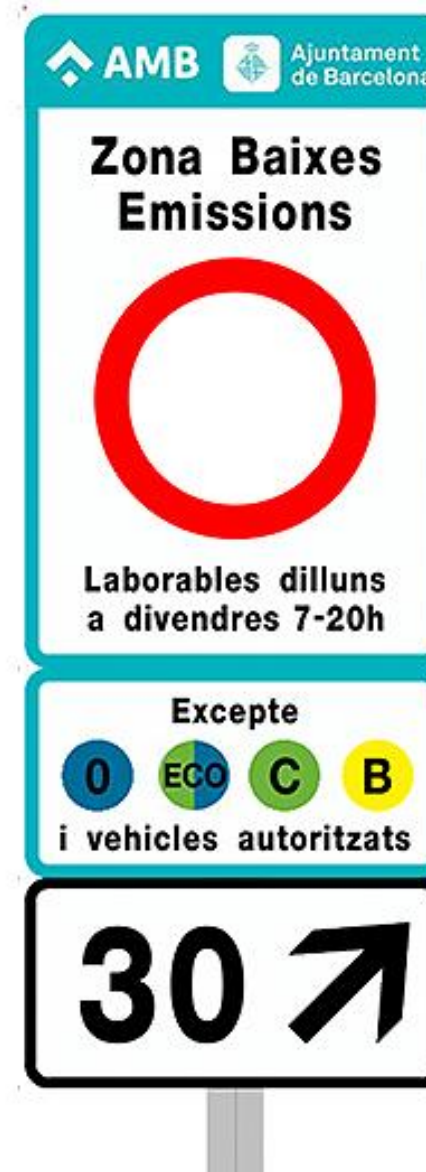 AMB
Ajuntament
de Barcelona
Zona Baixes
Emissions
Laborables dilluns
a divendres 7-20h
Excepte
0 ECO C B
i vehicles autoritzats
30